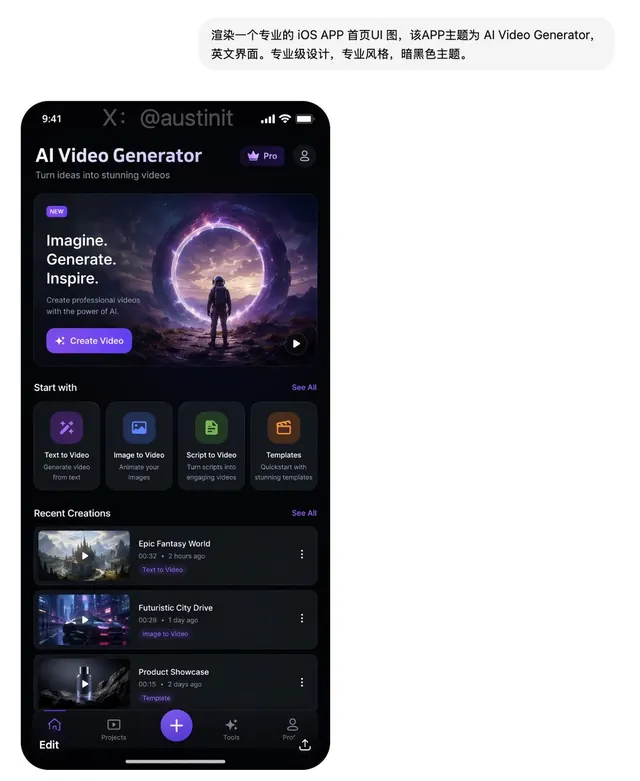 渲染一个专业的 iOS APP 首页UI 图，该APP主题为 AI Video Generator，
英文界面。专业级设计，专业风格，暗黑色主题。
9:41
X: @austinit
AI Video Generator
Pro
Turn ideas into stunning videos
NEW
Imagine.
Generate.
Inspire.
Create professional videos
with the power of AI.
Create Video
Start with
See All
Text to Video
Generate video
from text
Image to Video
Animate your
images
Script to Video
Turn scripts into
engaging videos
Templates
Quickstart with
stunning templates
Recent Creations
See All
Epic Fantasy World
00:32 • 2 hours ago
Text to Video
Futuristic City Drive
00:28 • 1 day ago
Image to Video
Product Showcase
00:15 • 2 days ago
Template
Projects
Tools
Edit